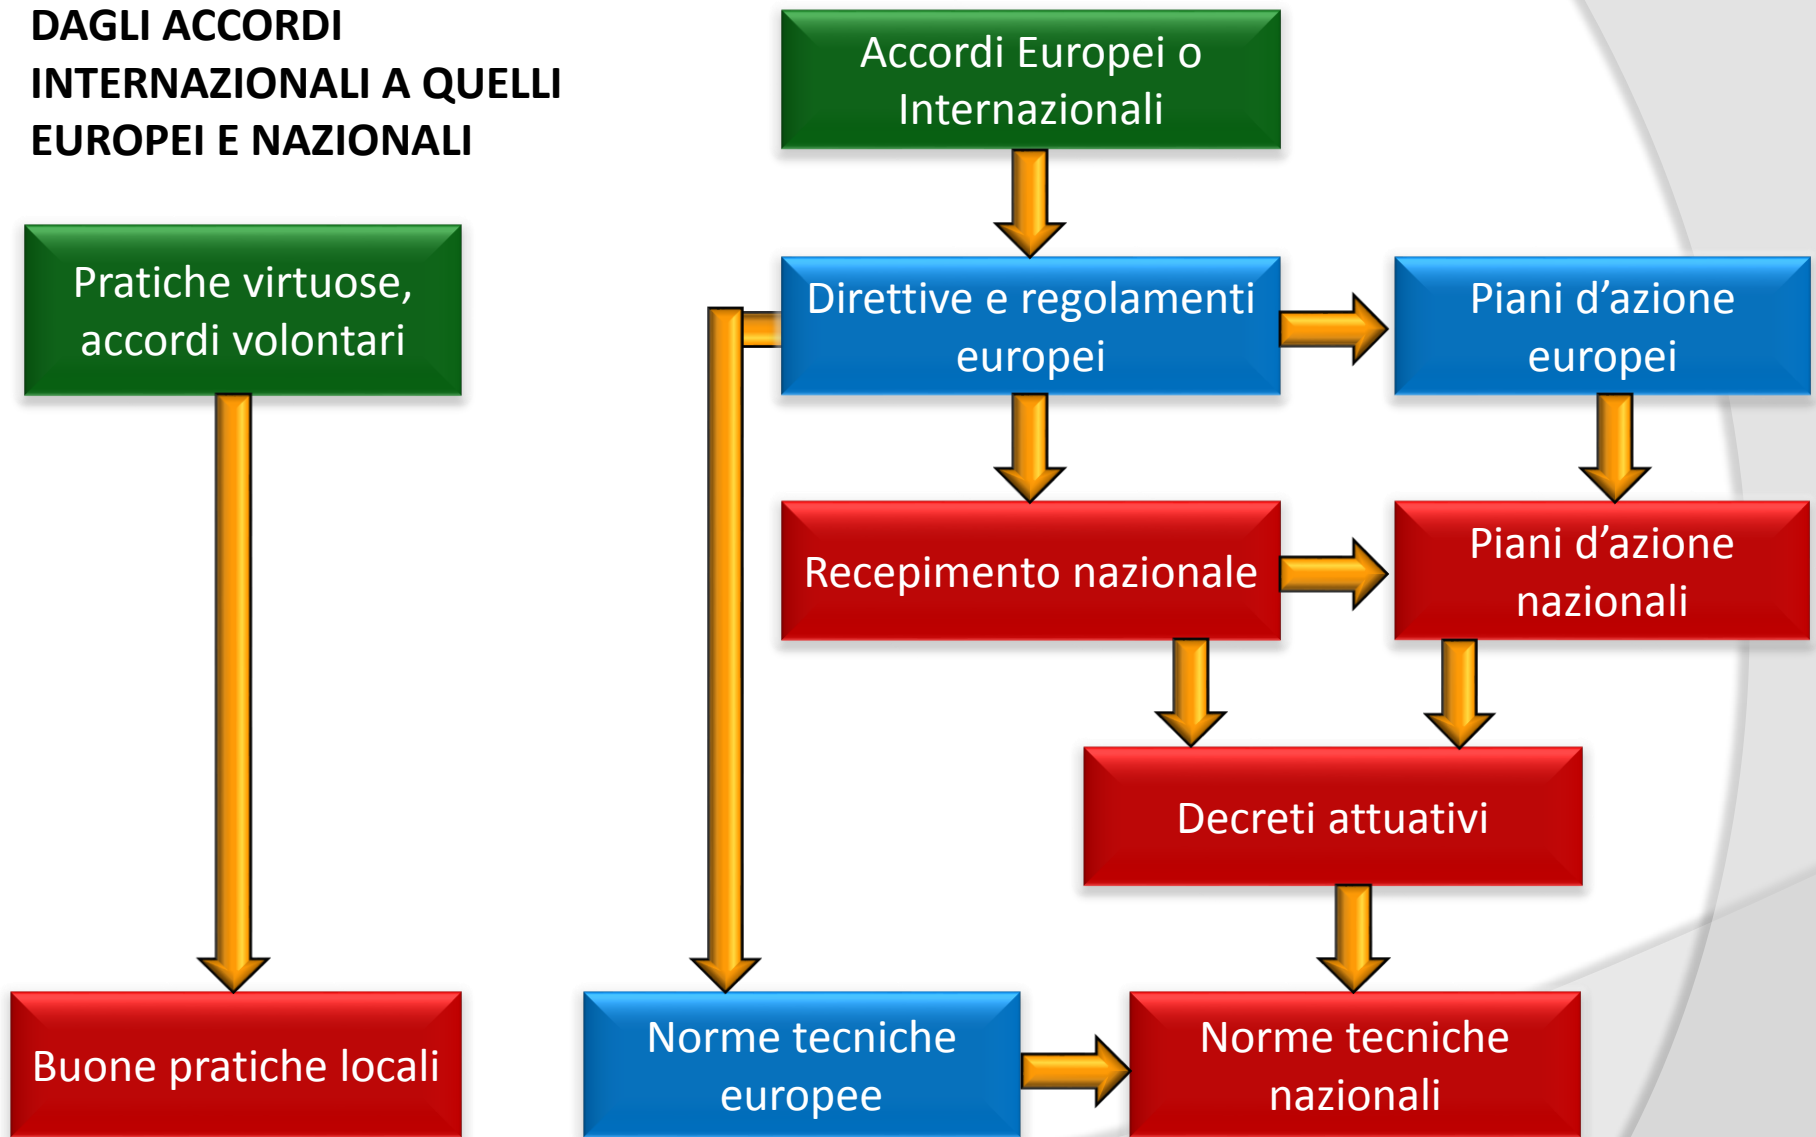 DAGLI ACCORDI
INTERNAZIONALI A QUELLI
EUROPEI E NAZIONALI
Accordi Europei o
Internazionali
Pratiche virtuose,
accordi volontari
Direttive e regolamenti
europei
Piani d’azione
europei
Recepimento nazionale
Piani d’azione
nazionali
Decreti attuativi
Buone pratiche locali
Norme tecniche
europee
Norme tecniche
nazionali